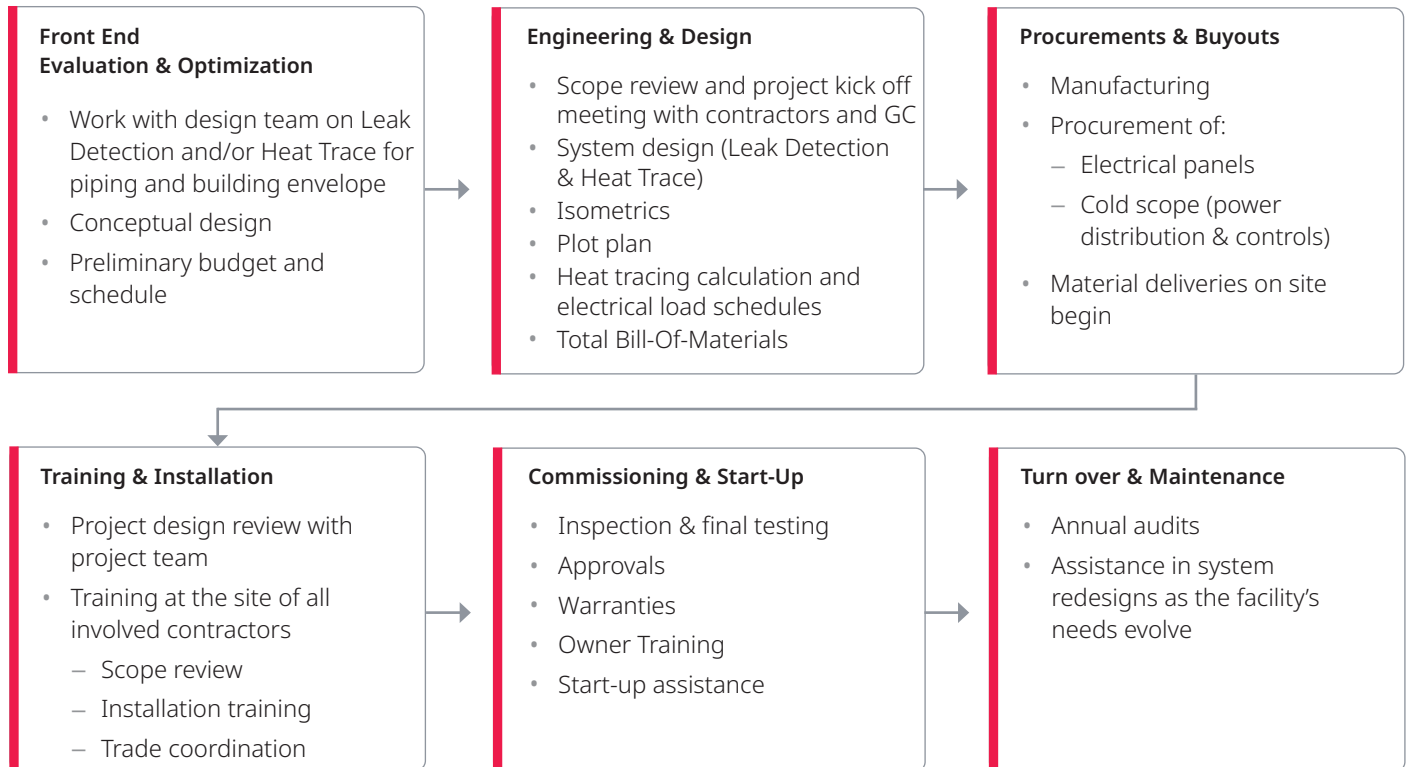 Front End
Evaluation & Optimization
• Work with design team on Leak
Detection and/or Heat Trace for
piping and building envelope
• Conceptual design
• Preliminary budget and
schedule
Engineering & Design
• Scope review and project kick off
meeting with contractors and GC
• System design (Leak Detection
& Heat Trace)
• Isometrics
• Plot plan
• Heat tracing calculation and
electrical load schedules
• Total Bill-Of-Materials
Procurements & Buyouts
• Manufacturing
• Procurement of:
– Electrical panels
– Cold scope (power
distribution & controls)
• Material deliveries on site
begin
Training & Installation
• Project design review with
project team
• Training at the site of all
involved contractors
– Scope review
– Installation training
– Trade coordination
Commissioning & Start-Up
• Inspection & final testing
• Approvals
• Warranties
• Owner Training
• Start-up assistance
Turn over & Maintenance
• Annual audits
• Assistance in system
redesigns as the facility’s
needs evolve